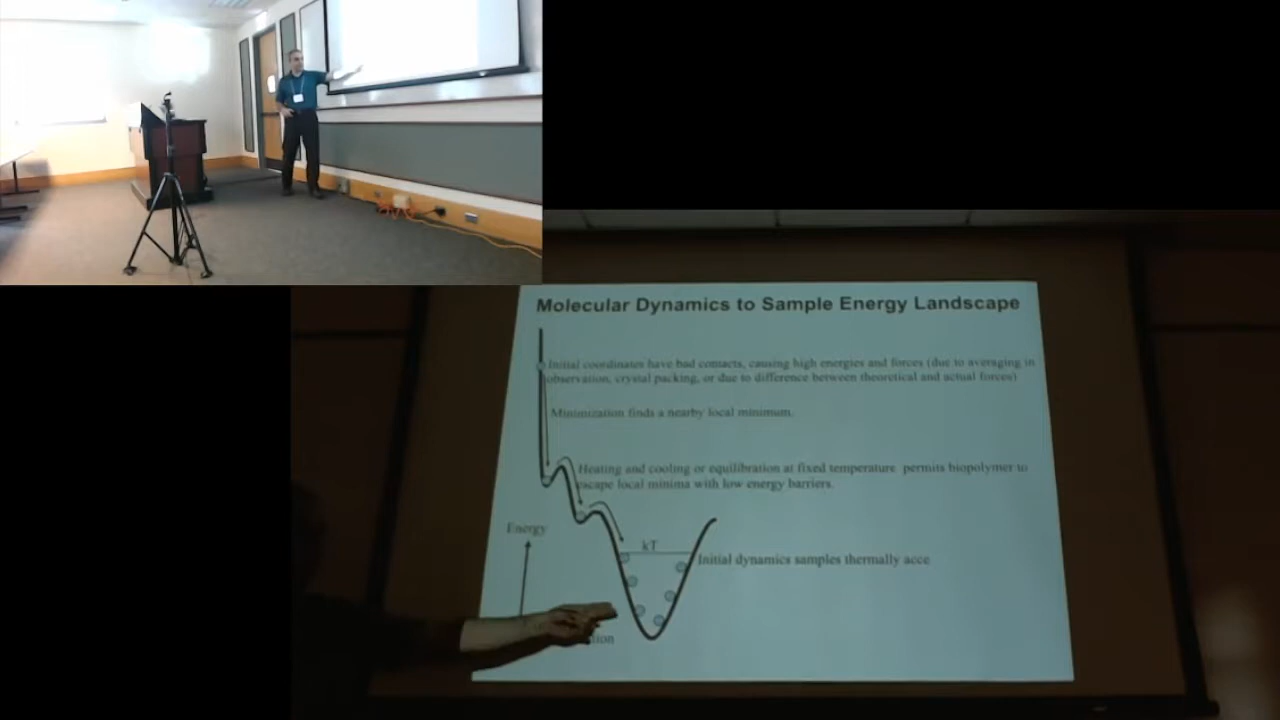 Molecular Dynamics to Sample Energy Landscape
Initial coordinates have bad contacts, causing high energies and forces (due to averaging in
observation, crystal packing, or due to difference between theoretical and actual forces)
Minimization finds a nearby local minimum.
Heating and cooling or equilibration at fixed temperature permits biopolymer to
escape local minima with low energy barriers.
Energy
kT
Initial dynamics samples thermally acce